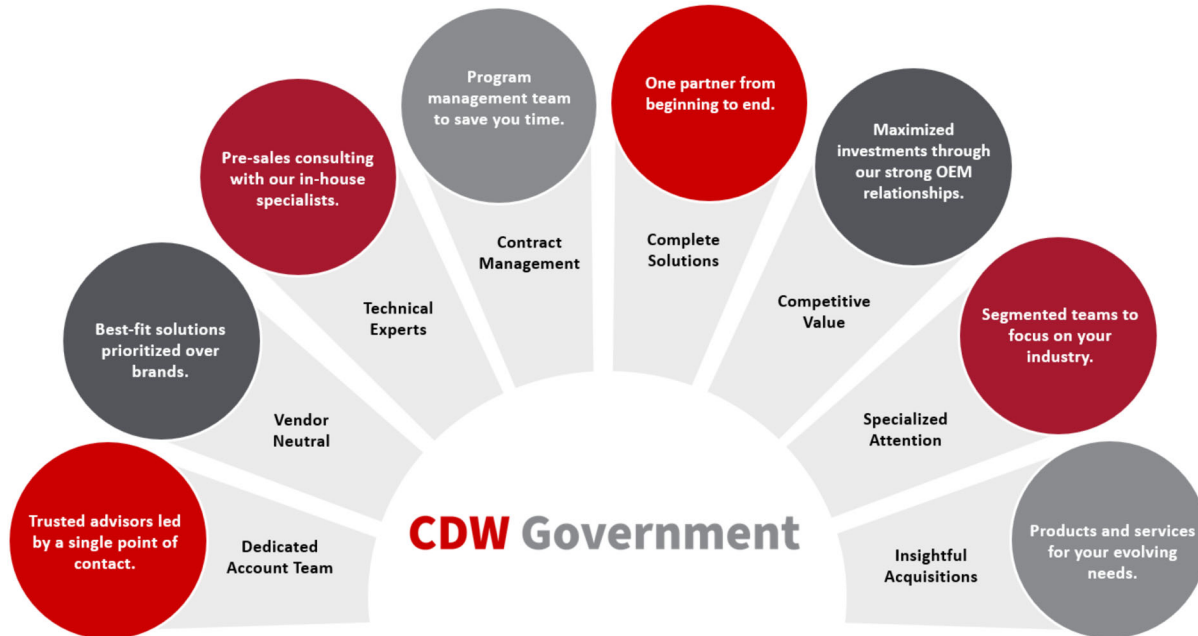 Trusted advisors led
by a single point of
contact.
Dedicated
Account Team
Best-fit solutions
prioritized over
brands.
Vendor
Neutral
Pre-sales consulting
with our in-house
specialists.
Technical
Experts
Program
management team
to save you time.
Contract
Management
One partner from
beginning to end.
Complete
Solutions
Maximized
investments through
our strong OEM
relationships.
Competitive
Value
Segmented teams to
focus on your
industry.
Specialized
Attention
Products and services
for your evolving
needs.
Insightful
Acquisitions
CDW Government